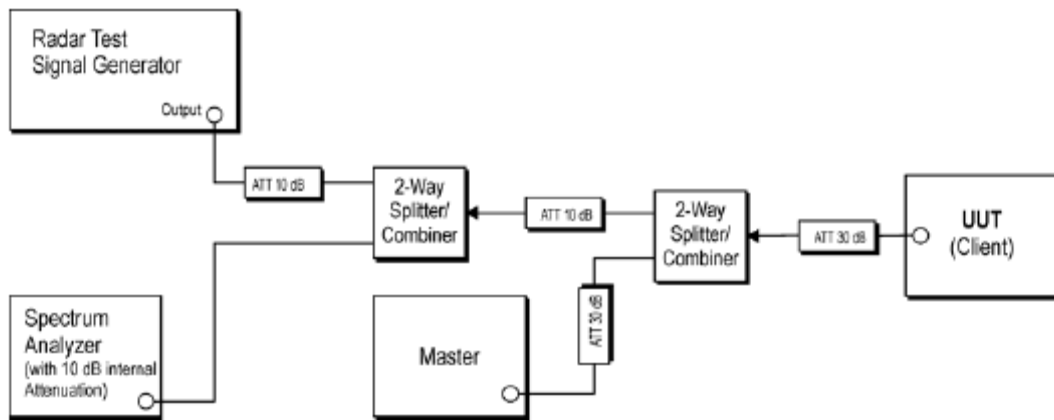 Radar Test
Signal Generator
Output
ATT 10 dB
2-Way
Splitter/
Combiner
ATT 10 dB
2-Way
Splitter/
Combiner
ATT 30 dB
UUT
(Client)
Spectrum
Analyzer
(with 10 dB internal
Attenuation)
Master
ATT 30 dB